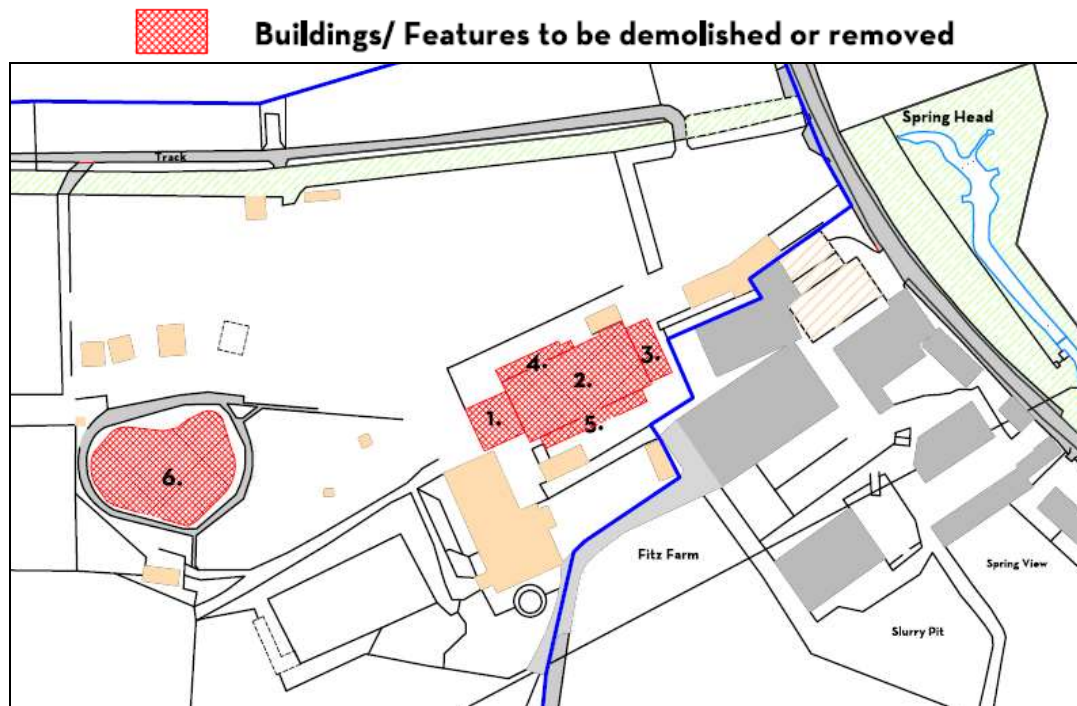 Buildings/ Features to be demolished or removed
Spring Head
Track
4.
3.
2.
1.
5.
6.
Fitz Farm
Spring View
Slurry Pit